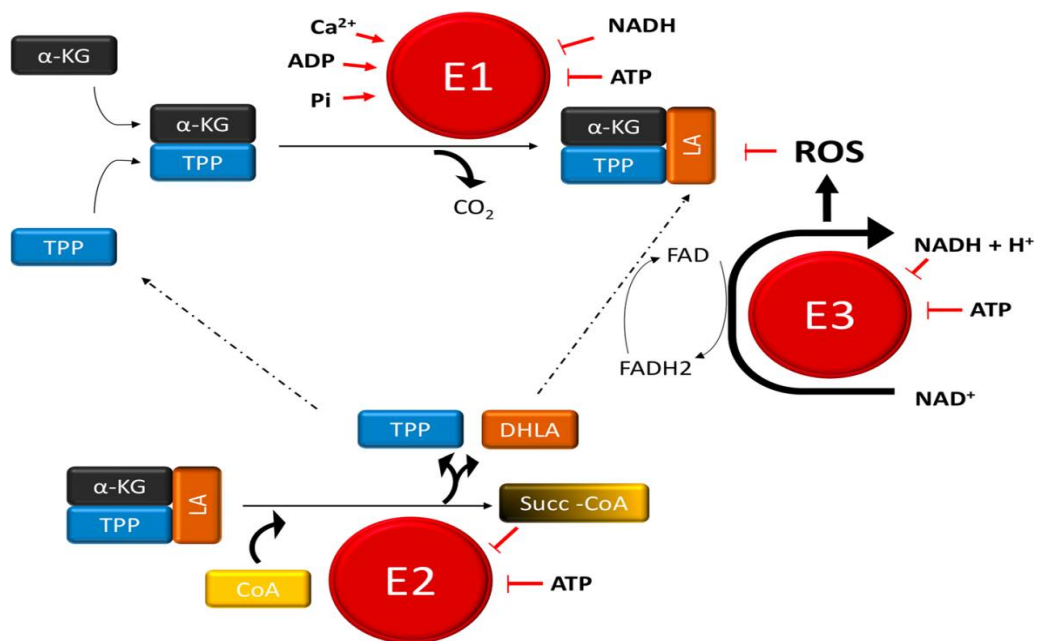 α-KG
α-KG
TPP
TPP
Ca²⁺
ADP
Pi
E1
NADH
ATP
CO₂
α-KG
TPP
LA
ROS
FAD
FADH2
E3
NADH + H⁺
ATP
NAD⁺
TPP
DHLA
α-KG
TPP
LA
CoA
Succ -CoA
E2
ATP